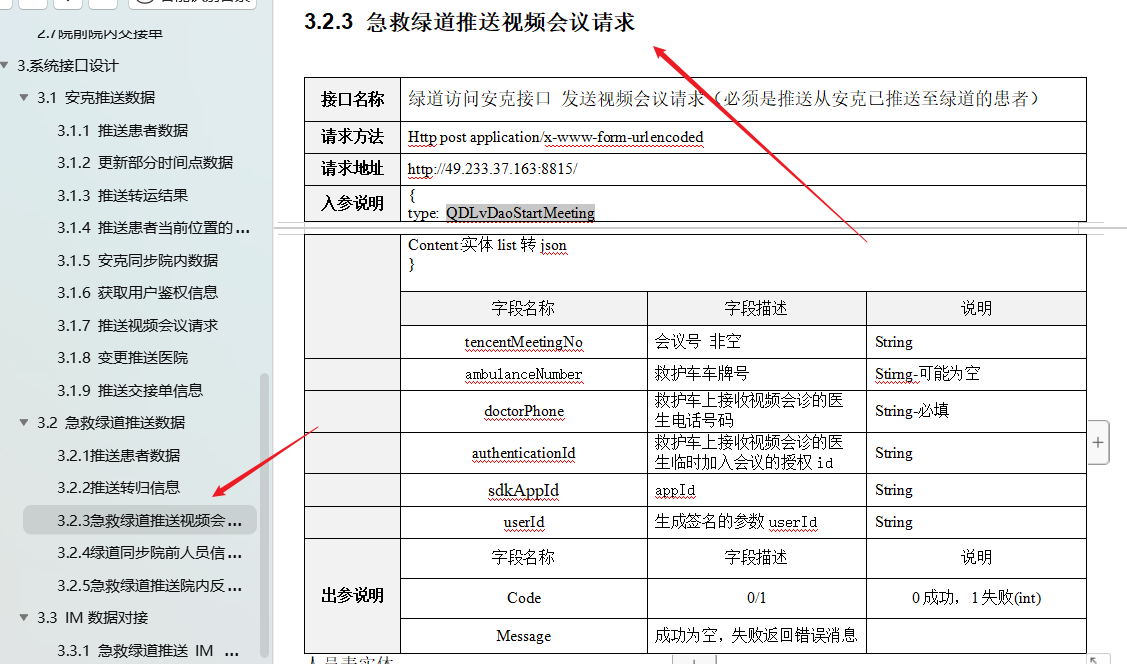 2.7院前院内交接单
3.系统接口设计
3.1 安克推送数据
3.1.1 推送患者数据
3.1.2 更新部分时间点数据
3.1.3 推送转运结果
3.1.4 推送患者当前位置的...
3.1.5 安克同步院内数据
3.1.6 获取用户鉴权信息
3.1.7 推送视频会议请求
3.1.8 变更推送医院
3.1.9 推送交接单信息
3.2 急救绿道推送数据
3.2.1推送患者数据
3.2.2推送转归信息
3.2.3急救绿道推送视频会...
3.2.4绿道同步院前人员信...
3.2.5急救绿道推送院内反...
3.3 IM 数据对接
3.3.1 急救绿道推送 IM ...
3.2.3 急救绿道推送视频会议请求
接口名称 绿道访问安克接口 发送视频会议请求（必须是推送从安克已推送至绿道的患者）
请求方法 Http post application/x-www-form-urlencoded
请求地址 http://49.233.37.163:8815/
入参说明 {
type: QDLvDaoStartMeeting
Content:实体 list 转 json
}
字段名称 字段描述 说明
tencentMeetingNo 会议号 非空 String
ambulanceNumber 救护车车牌号 Stirng-可能为空
doctorPhone 救护车上接收视频会诊的医
生电话号码 String-必填
authenticationId 救护车上接收视频会诊的医
生临时加入会议的授权 id String
sdkAppId appId String
userId 生成签名的参数 userId String
出参说明 字段名称 字段描述 说明
Code 0/1 0 成功，1 失败(int)
Message 成功为空，失败返回错误消息
人员表实体